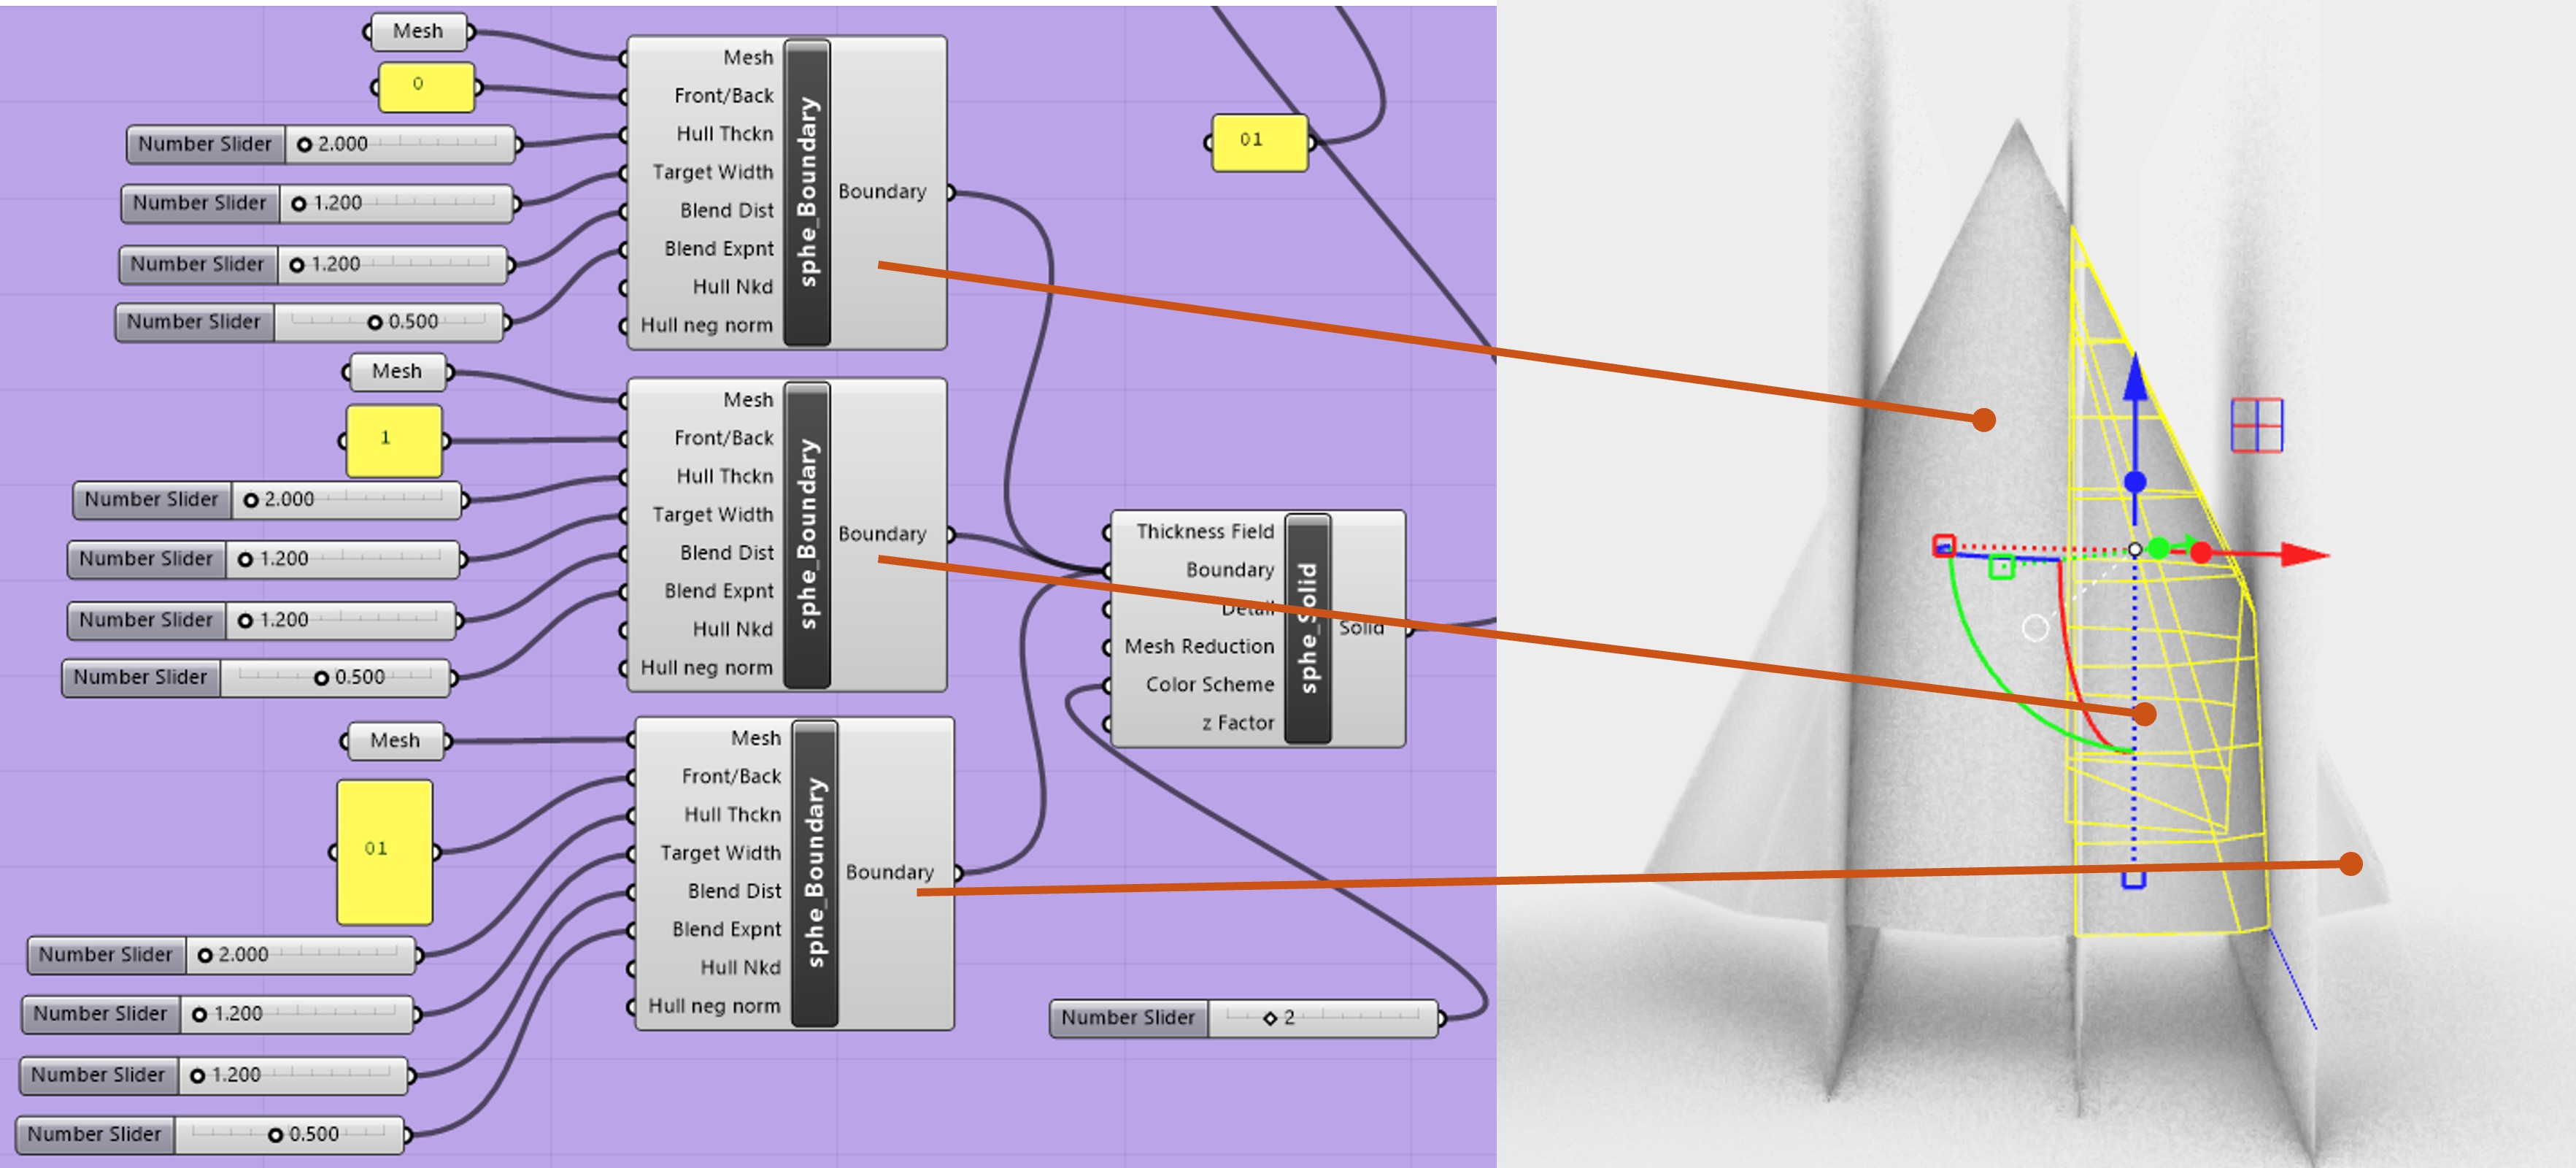 Mesh
0
Number Slider 2.000
Number Slider 1.200
Number Slider 1.200
Number Slider 0.500
Mesh
Front/Back
Hull Thckn
Target Width
Blend Dist
Blend Expnt
Hull Nkd
Hull neg norm
sphe_Boundary
Boundary
01
Mesh
1
Number Slider 2.000
Number Slider 1.200
Number Slider 1.200
Number Slider 0.500
Mesh
Front/Back
Hull Thckn
Target Width
Blend Dist
Blend Expnt
Hull Nkd
Hull neg norm
sphe_Boundary
Boundary
Thickness Field
Boundary
Detail
Mesh Reduction
Color Scheme
z Factor
sphe_Solid
Solid
Mesh
01
Number Slider 2.000
Number Slider 1.200
Number Slider 1.200
Number Slider 0.500
Mesh
Front/Back
Hull Thckn
Target Width
Blend Dist
Blend Expnt
Hull Nkd
Hull neg norm
sphe_Boundary
Boundary
Number Slider 2